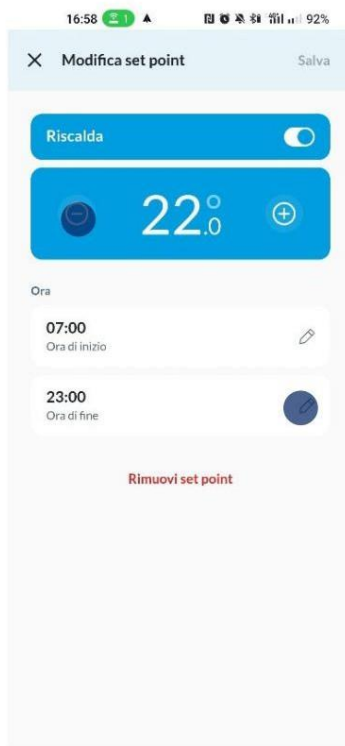 16:58 1 92%
Modifica set point Salva
Riscalda
22.0°
Ora
07:00
Ora di inizio
23:00
Ora di fine
Rimuovi set point